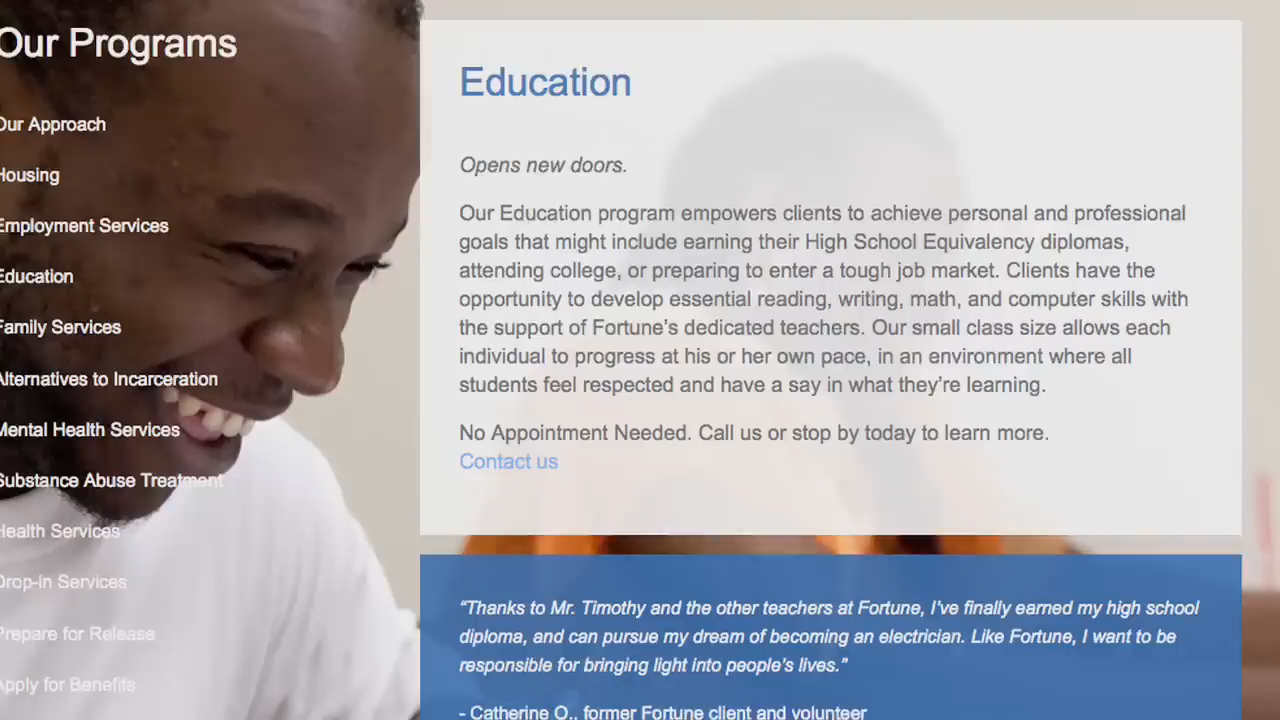 Our Programs
Our Approach
Housing
Employment Services
Education
Family Services
Alternatives to Incarceration
Mental Health Services
Substance Abuse Treatment
Health Services
Drop-in Services
Prepare for Release
Apply for Benefits
Education
Opens new doors.
Our Education program empowers clients to achieve personal and professional
goals that might include earning their High School Equivalency diplomas,
attending college, or preparing to enter a tough job market. Clients have the
opportunity to develop essential reading, writing, math, and computer skills with
the support of Fortune’s dedicated teachers. Our small class size allows each
individual to progress at his or her own pace, in an environment where all
students feel respected and have a say in what they’re learning.
No Appointment Needed. Call us or stop by today to learn more.
Contact us
“Thanks to Mr. Timothy and the other teachers at Fortune, I’ve finally earned my high school
diploma, and can pursue my dream of becoming an electrician. Like Fortune, I want to be
responsible for bringing light into people’s lives.”
- Catherine O., former Fortune client and volunteer